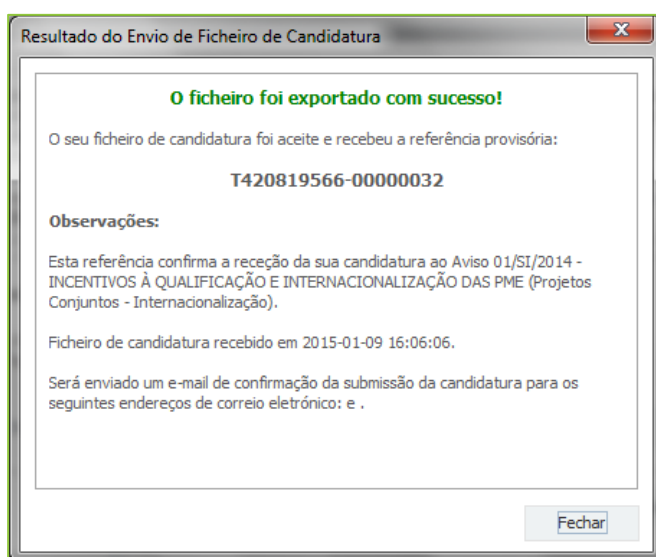 Resultado do Envio de Ficheiro de Candidatura
O ficheiro foi exportado com sucesso!
O seu ficheiro de candidatura foi aceite e recebeu a referência provisória:
T420819566-00000032
Observações:
Esta referência confirma a receção da sua candidatura ao Aviso 01/SI/2014 -
INCENTIVOS À QUALIFICAÇÃO E INTERNACIONALIZAÇÃO DAS PME (Projetos
Conjuntos - Internacionalização).
Ficheiro de candidatura recebido em 2015-01-09 16:06:06.
Será enviado um e-mail de confirmação da submissão da candidatura para os
seguintes endereços de correio eletrónico: e .
Fechar